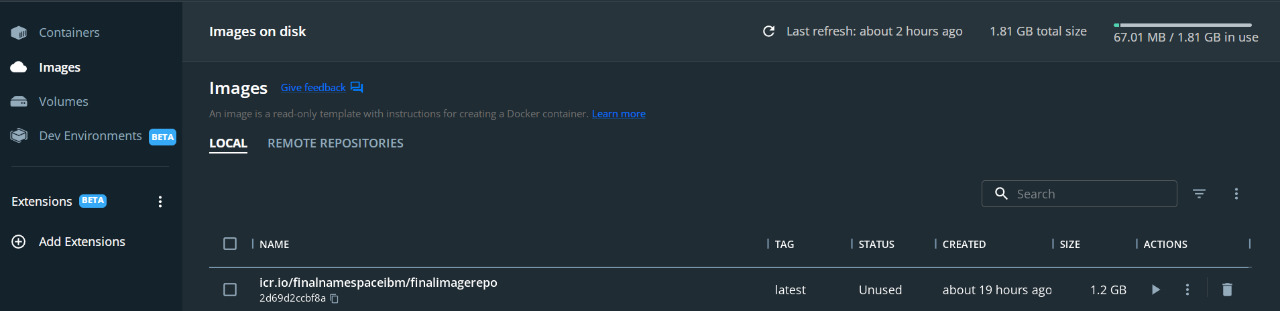 Containers
Images
Volumes
Dev Environments BETA
Extensions BETA
Add Extensions
Images on disk
Last refresh: about 2 hours ago
1.81 GB total size
67.01 MB / 1.81 GB in use
Images Give feedback
An image is a read-only template with instructions for creating a Docker container. Learn more
LOCAL REMOTE REPOSITORIES
Search
NAME TAG STATUS CREATED SIZE ACTIONS
icr.io/finalnamespaceibm/finalimagerepo
2d69d2ccbf8a
latest Unused about 19 hours ago 1.2 GB